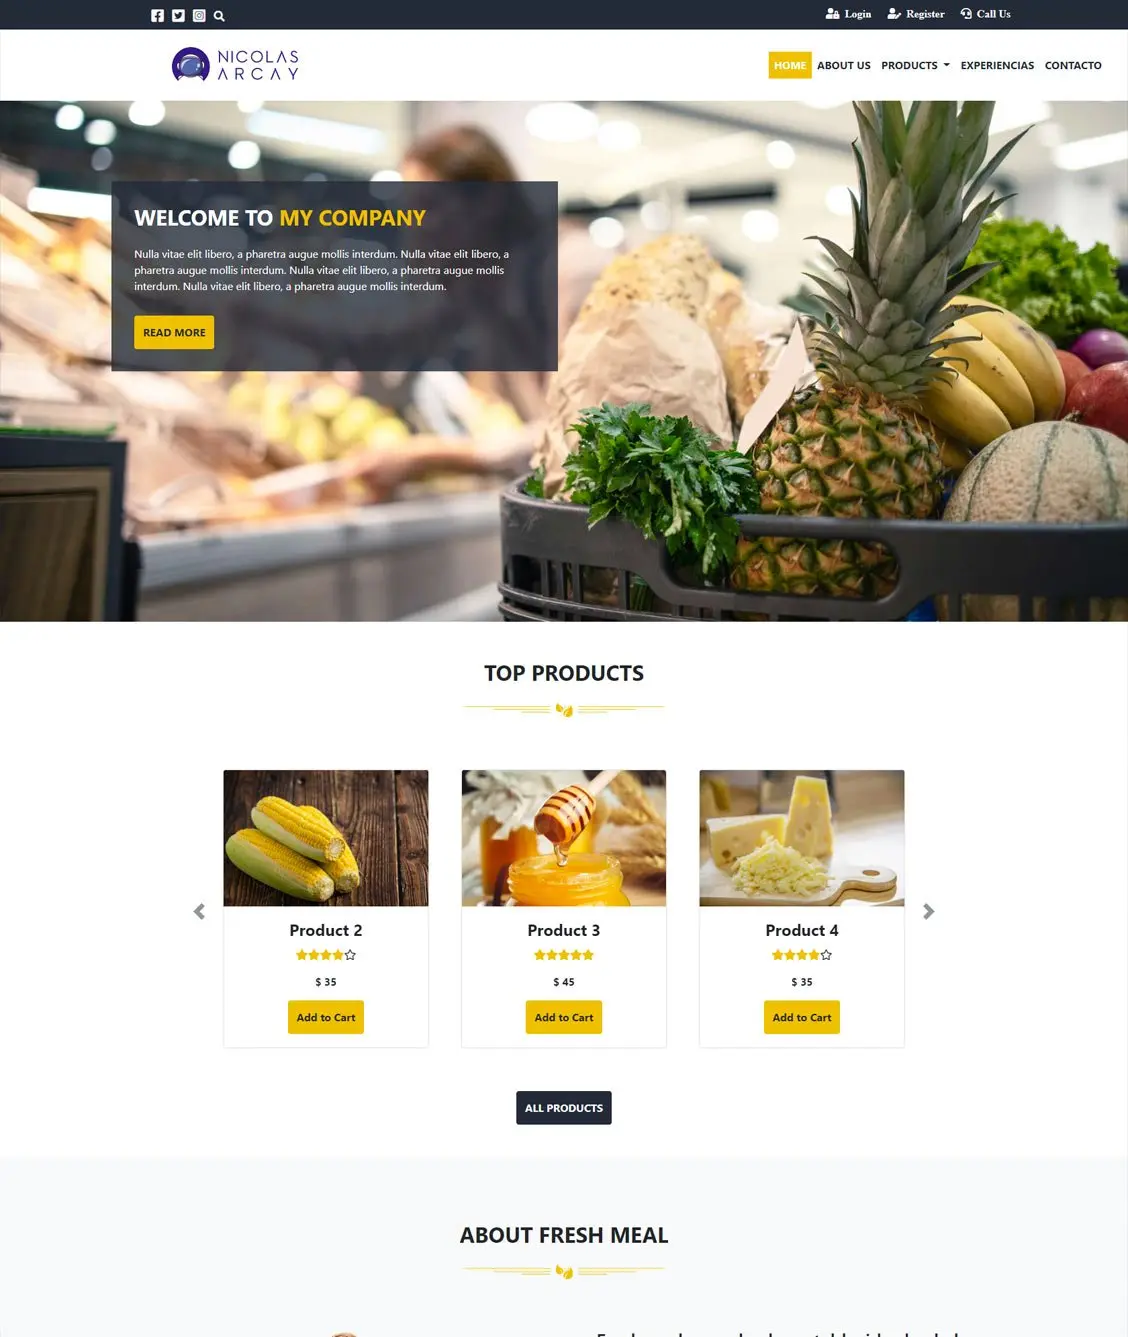 Login Register Call Us
NICOLAS
ARCAY
HOME ABOUT US PRODUCTS EXPERIENCIAS CONTACTO
WELCOME TO MY COMPANY
Nulla vitae elit libero, a pharetra augue mollis interdum. Nulla vitae elit libero, a
pharetra augue mollis interdum. Nulla vitae elit libero, a pharetra augue mollis
interdum. Nulla vitae elit libero, a pharetra augue mollis interdum.
READ MORE
TOP PRODUCTS
Product 2
$ 35
Add to Cart
Product 3
$ 45
Add to Cart
Product 4
$ 35
Add to Cart
ALL PRODUCTS
ABOUT FRESH MEAL